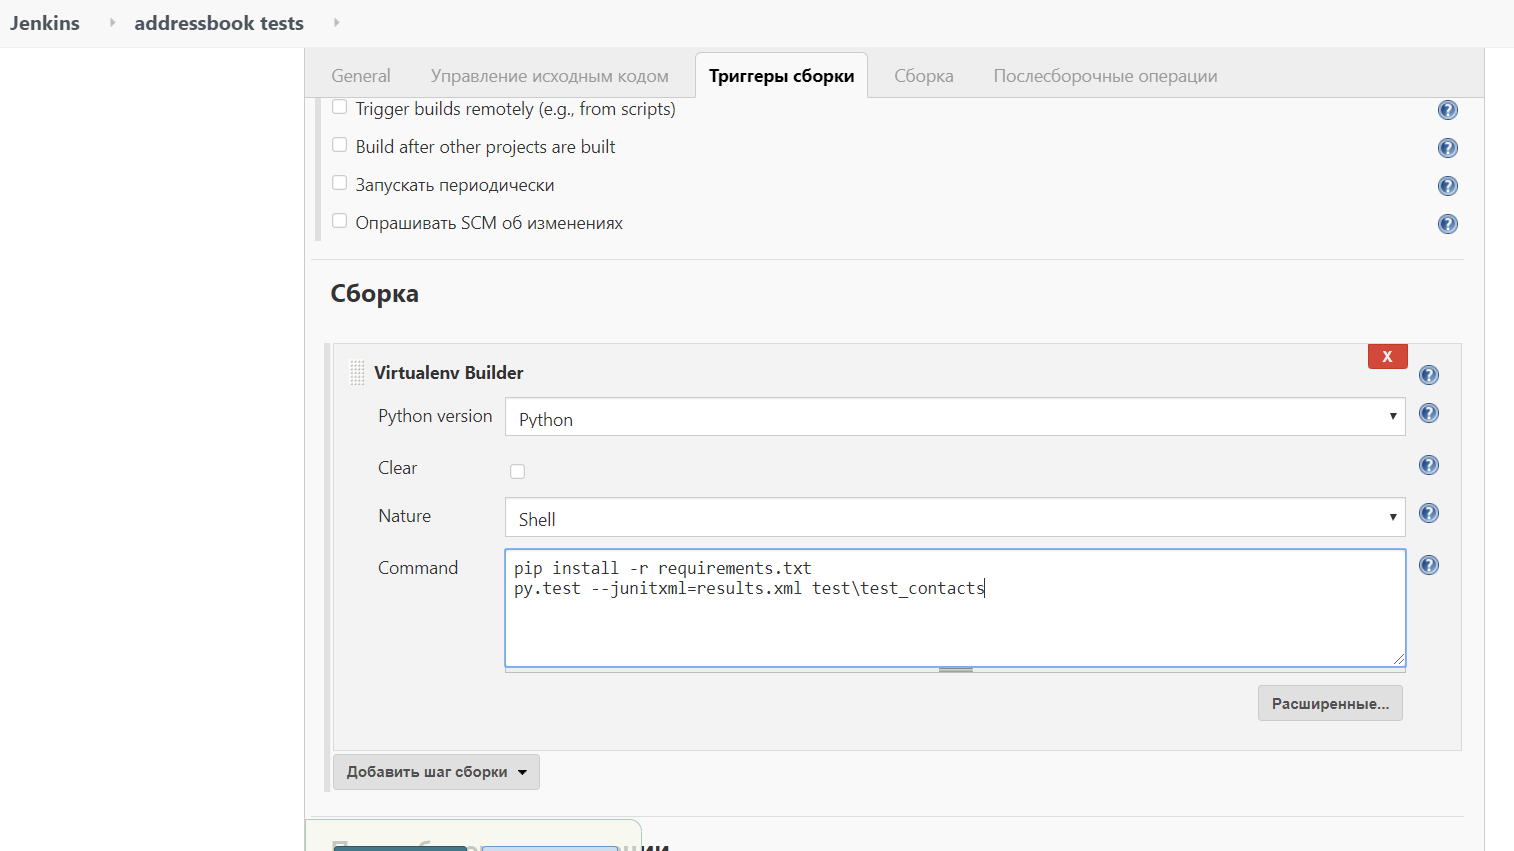 Jenkins addressbook tests
General Управление исходным кодом Триггеры сборки Сборка Послесборочные операции
Trigger builds remotely (e.g., from scripts)
Build after other projects are built
Запускать периодически
Опрашивать SCM об изменениях
Сборка
X
Virtualenv Builder
Python version Python
Clear
Nature Shell
Command pip install -r requirements.txt
py.test --junitxml=results.xml test\test_contacts
Расширенные...
Добавить шаг сборки